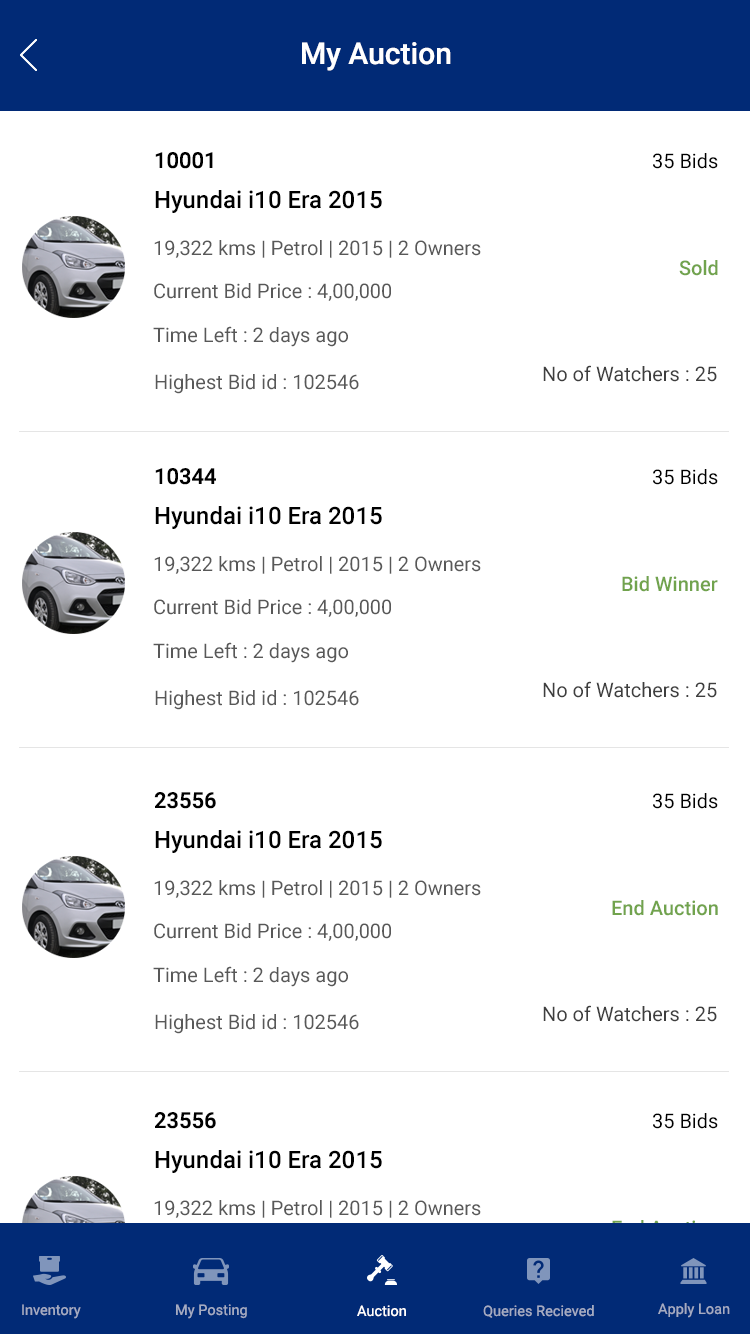 My Auction
10001
35 Bids
Hyundai i10 Era 2015
19,322 kms | Petrol | 2015 | 2 Owners
Sold
Current Bid Price : 4,00,000
Time Left : 2 days ago
No of Watchers : 25
Highest Bid id : 102546
10344
35 Bids
Hyundai i10 Era 2015
19,322 kms | Petrol | 2015 | 2 Owners
Bid Winner
Current Bid Price : 4,00,000
Time Left : 2 days ago
No of Watchers : 25
Highest Bid id : 102546
23556
35 Bids
Hyundai i10 Era 2015
19,322 kms | Petrol | 2015 | 2 Owners
End Auction
Current Bid Price : 4,00,000
Time Left : 2 days ago
No of Watchers : 25
Highest Bid id : 102546
23556
35 Bids
Hyundai i10 Era 2015
19,322 kms | Petrol | 2015 | 2 Owners
Inventory
My Posting
Auction
Queries Recieved
Apply Loan